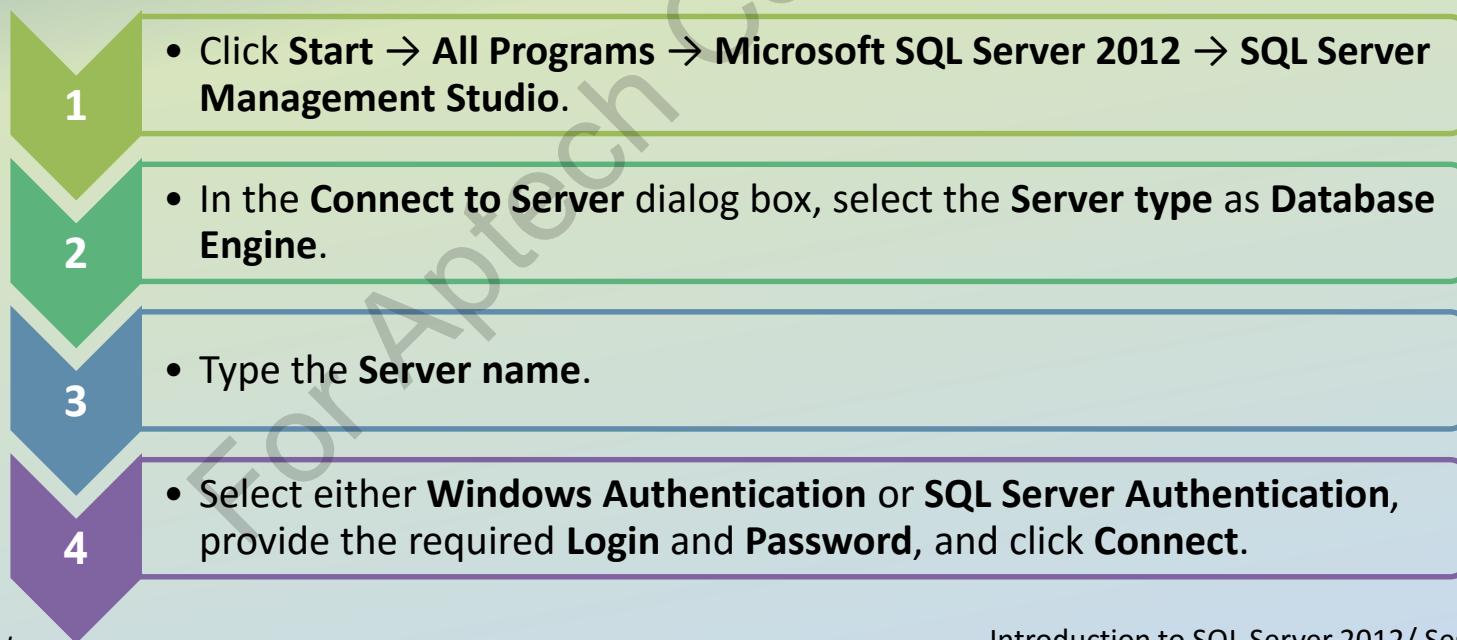 1
• Click Start → All Programs → Microsoft SQL Server 2012 → SQL Server
Management Studio.
2
• In the Connect to Server dialog box, select the Server type as Database
Engine.
3
• Type the Server name.
4
• Select either Windows Authentication or SQL Server Authentication,
provide the required Login and Password, and click Connect.
For Aptech
Introduction to SQL Server 2012/